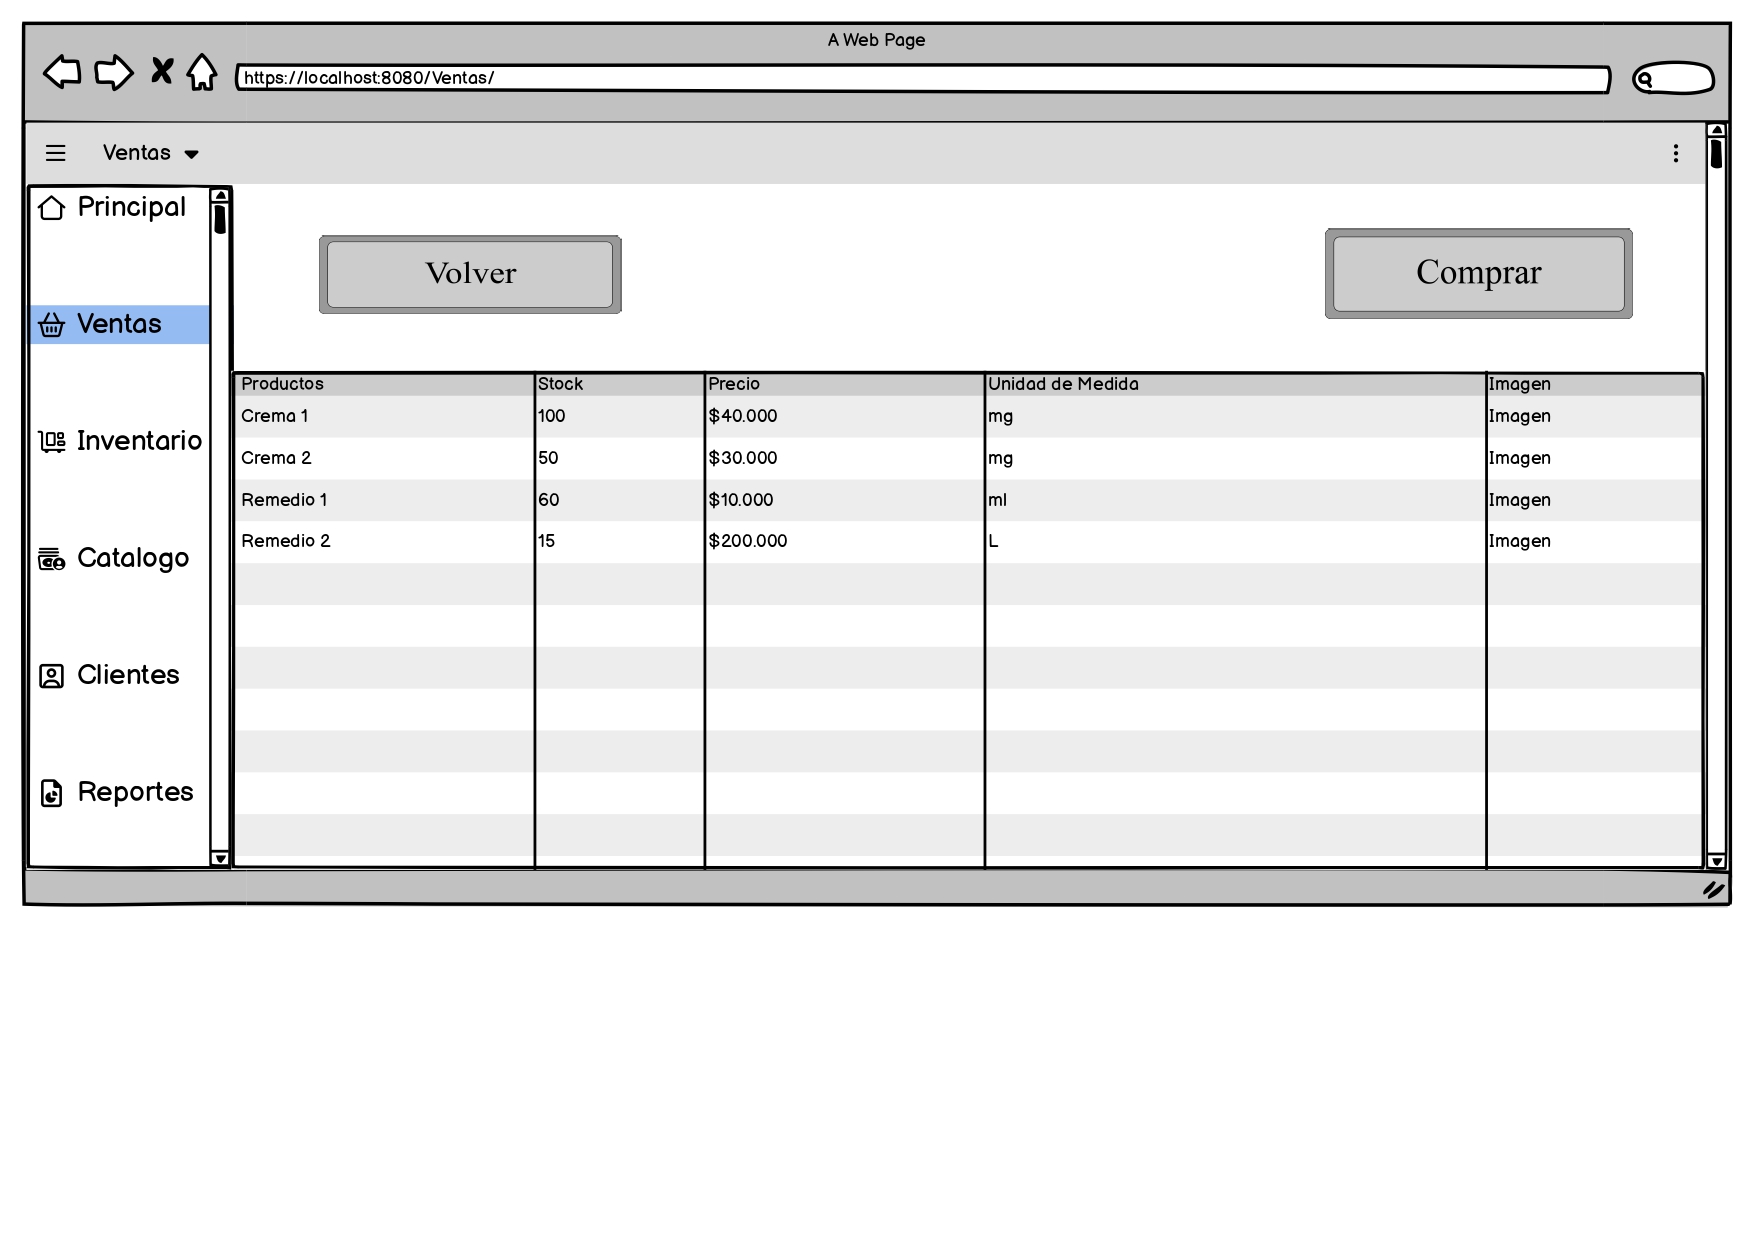 A Web Page
https://localhost:8080/Ventas/
Ventas
Principal
Ventas
Inventario
Catalogo
Clientes
Reportes
Volver
Comprar
Productos Stock Precio Unidad de Medida Imagen
Crema 1 100 $40.000 mg Imagen
Crema 2 50 $30.000 mg Imagen
Remedio 1 60 $10.000 ml Imagen
Remedio 2 15 $200.000 L Imagen